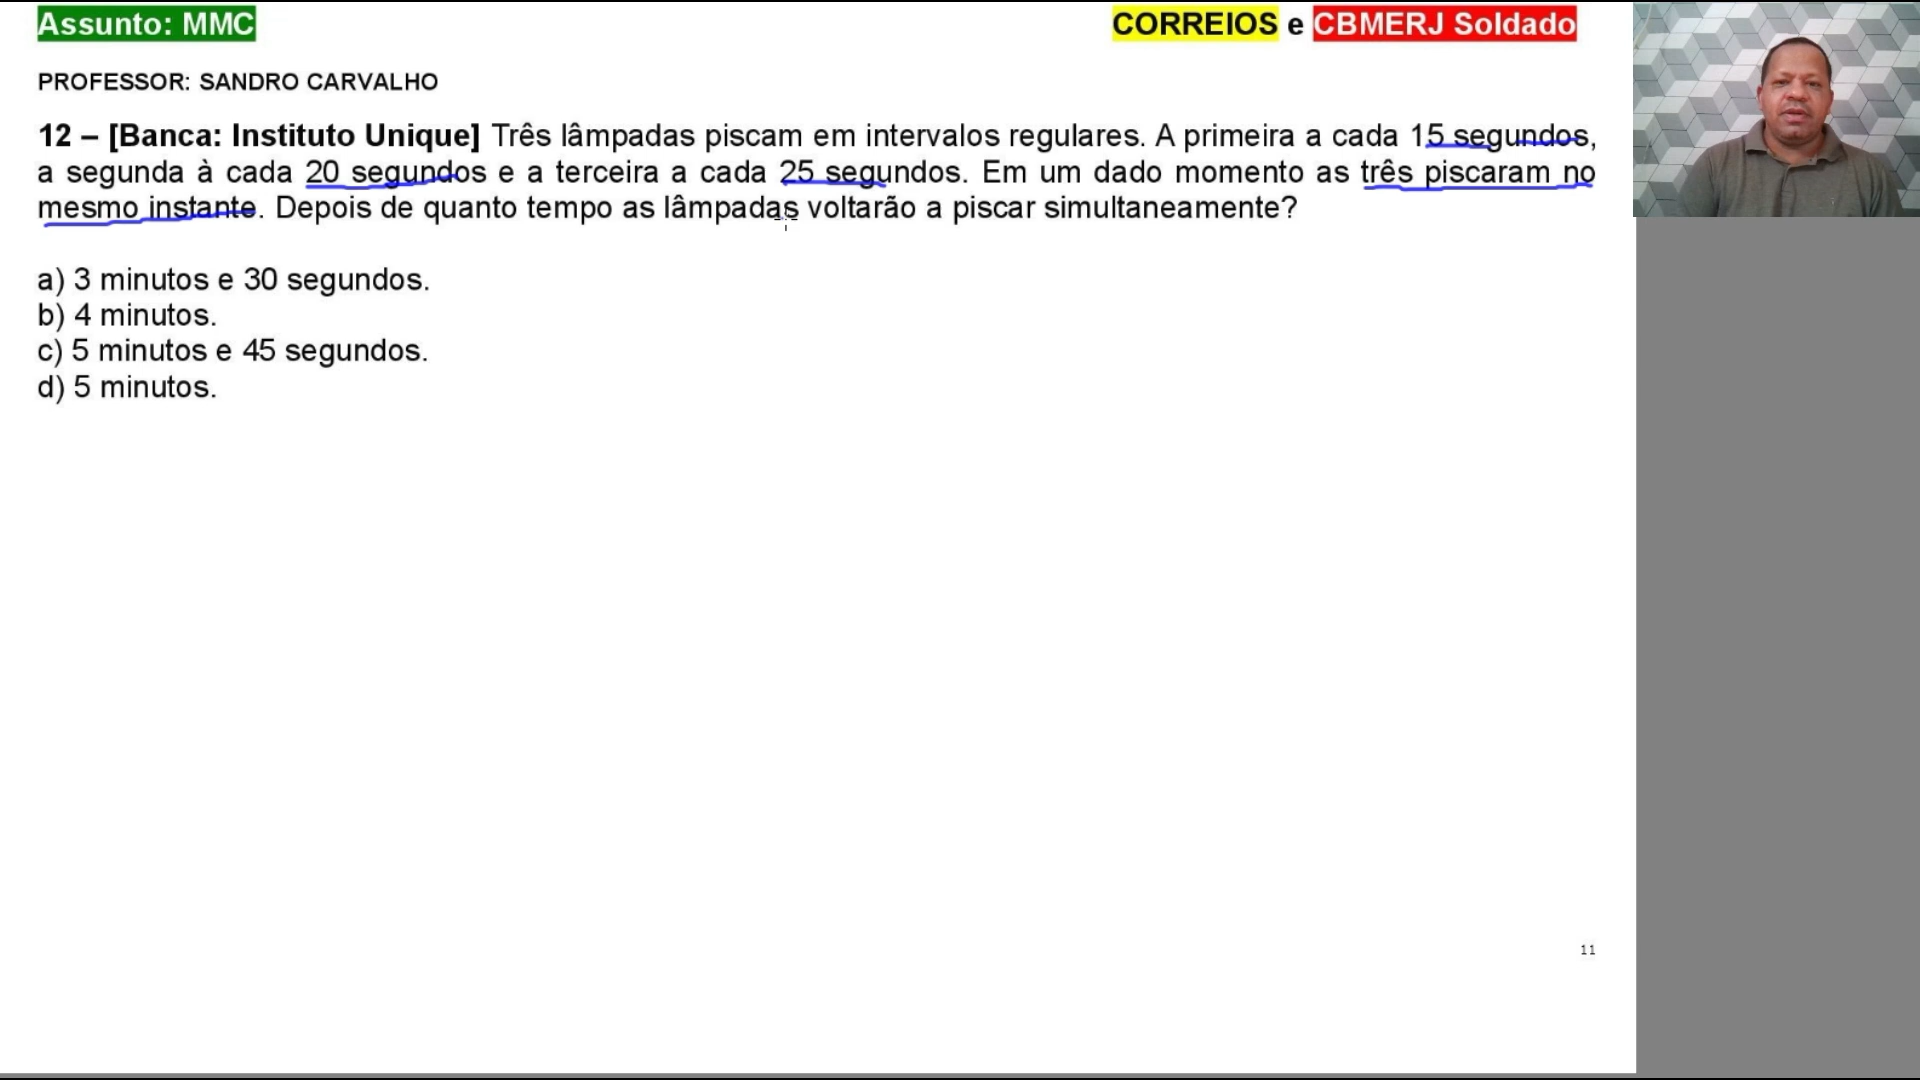 Assunto: MMC CORREIOS e CBMERJ Soldado
PROFESSOR: SANDRO CARVALHO
12 – [Banca: Instituto Unique] Três lâmpadas piscam em intervalos regulares. A primeira a cada 15 segundos,
a segunda à cada 20 segundos e a terceira a cada 25 segundos. Em um dado momento as três piscaram no
mesmo instante. Depois de quanto tempo as lâmpadas voltarão a piscar simultaneamente?
a) 3 minutos e 30 segundos.
b) 4 minutos.
c) 5 minutos e 45 segundos.
d) 5 minutos.
11